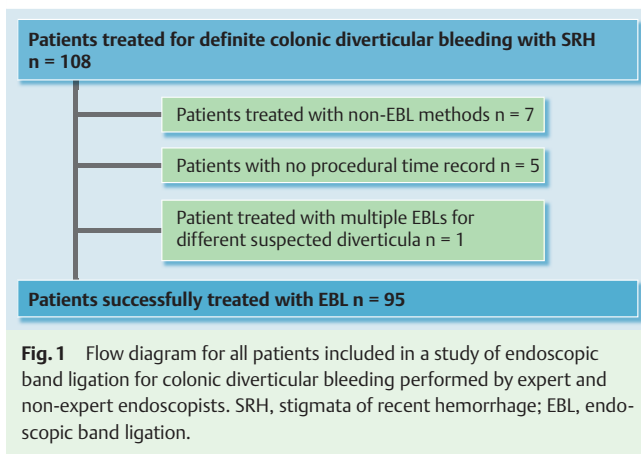 Patients treated for definite colonic diverticular bleeding with SRH
n = 108
Patients treated with non-EBL methods n = 7
Patients with no procedural time record n = 5
Patient treated with multiple EBLs for
different suspected diverticula n = 1
Patients successfully treated with EBL n = 95
Fig. 1 Flow diagram for all patients included in a study of endoscopic
band ligation for colonic diverticular bleeding performed by expert and
non-expert endoscopists. SRH, stigmata of recent hemorrhage; EBL, endo-
scopic band ligation.